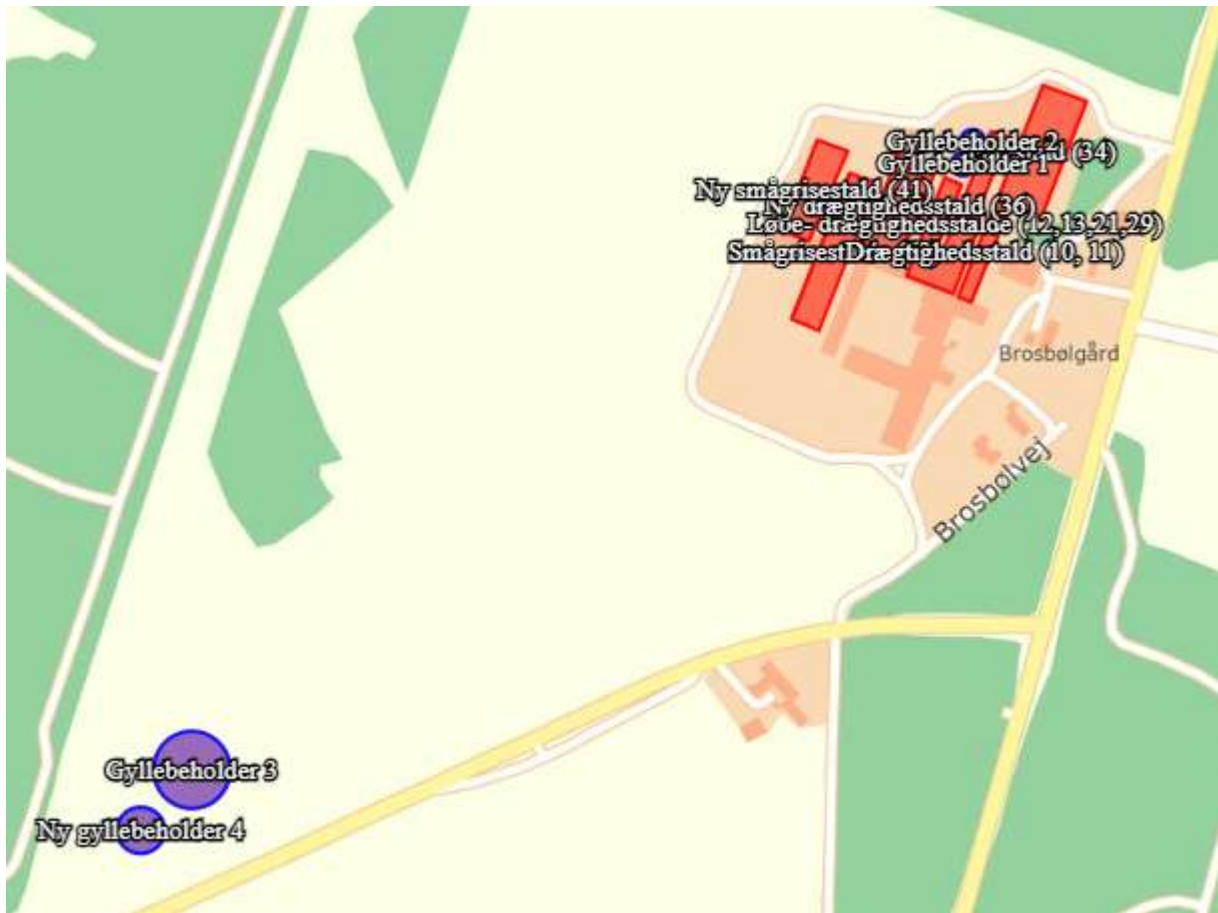 Gyllebeholder 2
(34)
Gyllebeholder 1
Ny smågrisestald (41)
Ny drægtighedsstald (36)
Løbe- drægtighedsstalde (12,13,21,29)
Drægtighedsstald (10, 11)
Brosbølgård
Brosbølvej
Gyllebeholder 3
Ny gyllebeholder 4